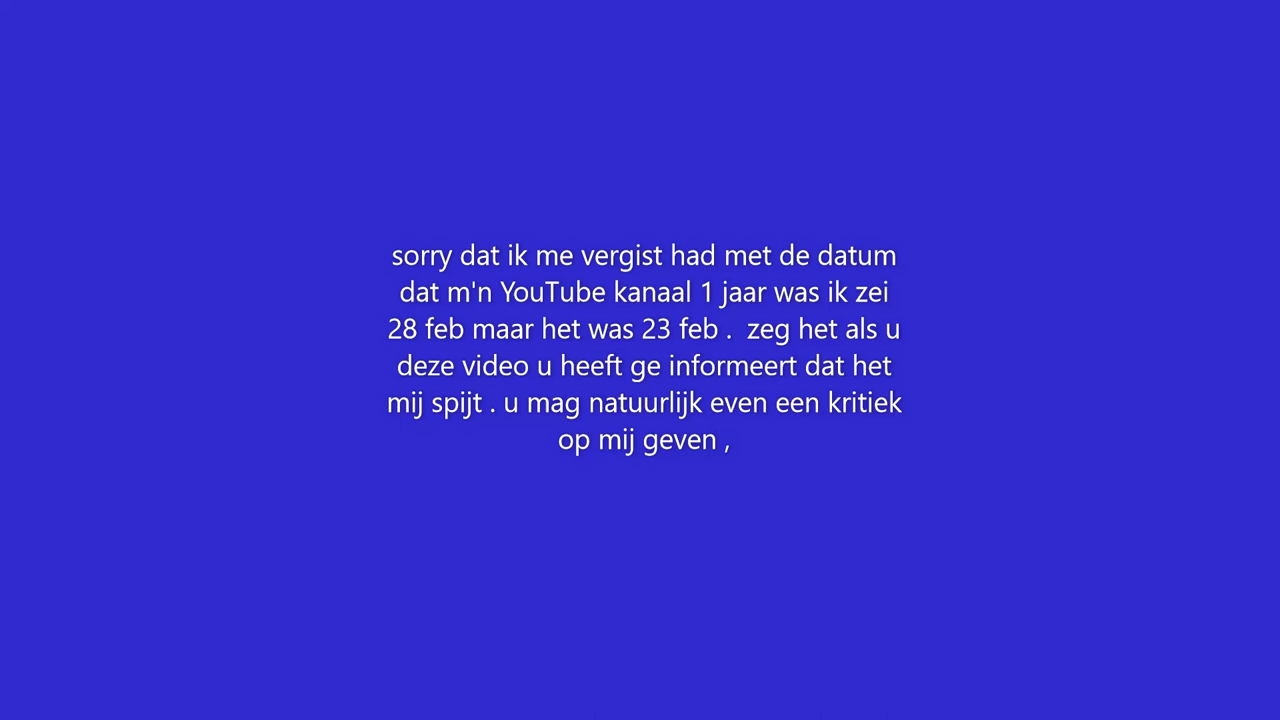 sorry dat ik me vergist had met de datum
dat m'n YouTube kanaal 1 jaar was ik zei
28 feb maar het was 23 feb .  zeg het als u
deze video u heeft ge informeert dat het
mij spijt . u mag natuurlijk even een kritiek
op mij geven ,